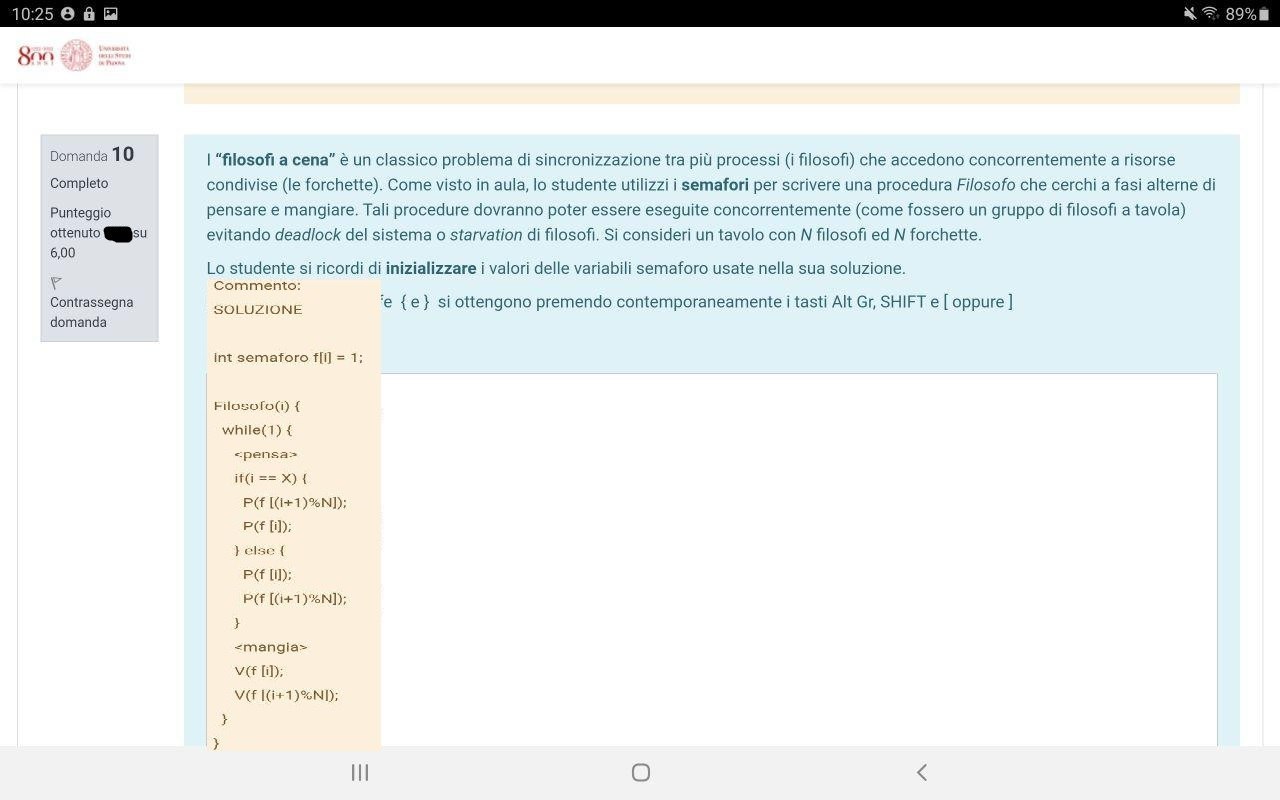 10:25
89%
800
UNIVERSITÀ
DEGLI STUDI
DI PADOVA
Domanda 10
Completo
Punteggio
ottenuto su
6,00
Contrassegna
domanda
I “filosofi a cena” è un classico problema di sincronizzazione tra più processi (i filosofi) che accedono concorrentemente a risorse
condivise (le forchette). Come visto in aula, lo studente utilizzi i semafori per scrivere una procedura Filosofo che cerchi a fasi alterne di
pensare e mangiare. Tali procedure dovranno poter essere eseguite concorrentemente (come fossero un gruppo di filosofi a tavola)
evitando deadlock del sistema o starvation di filosofi. Si consideri un tavolo con N filosofi ed N forchette.
Lo studente si ricordi di inizializzare i valori delle variabili semaforo usate nella sua soluzione.
fe { e } si ottengono premendo contemporaneamente i tasti Alt Gr, SHIFT e [ oppure ]
Commento:
SOLUZIONE
int semaforo f[i] = 1;
Filosofo(i) {
while(1) {
<pensa>
if(i == X) {
P(f [(i+1)%N]);
P(f [i]);
} else {
P(f [i]);
P(f [(i+1)%N]);
}
<mangia>
V(f [i]);
V(f [(i+1)%N]);
}
}